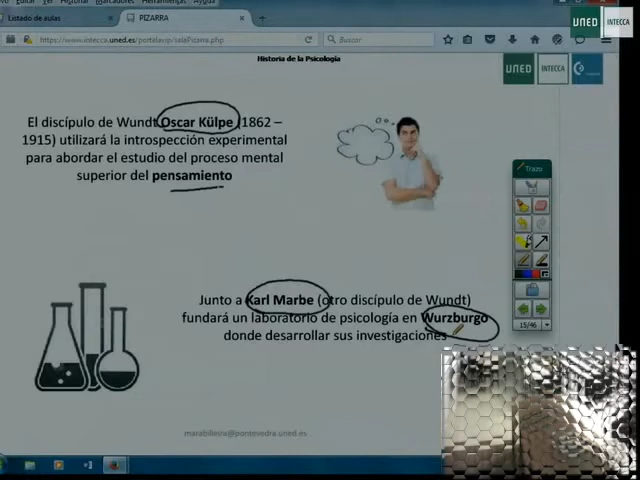 Listado de aulas
PIZARRA
https://www.intecca.uned.es/portalavip/salaPizarra.php
Buscar
UNED
INTECCA
Historia de la Psicología
UNED
INTECCA
El discípulo de Wundt Oscar Külpe (1862 –
1915) utilizará la introspección experimental
para abordar el estudio del proceso mental
superior del pensamiento
Trazo
15/46
Junto a Karl Marbe (otro discípulo de Wundt)
fundará un laboratorio de psicología en Wurzburgo
donde desarrollar sus investigaciones
marabilleira@pontevedra.uned.es